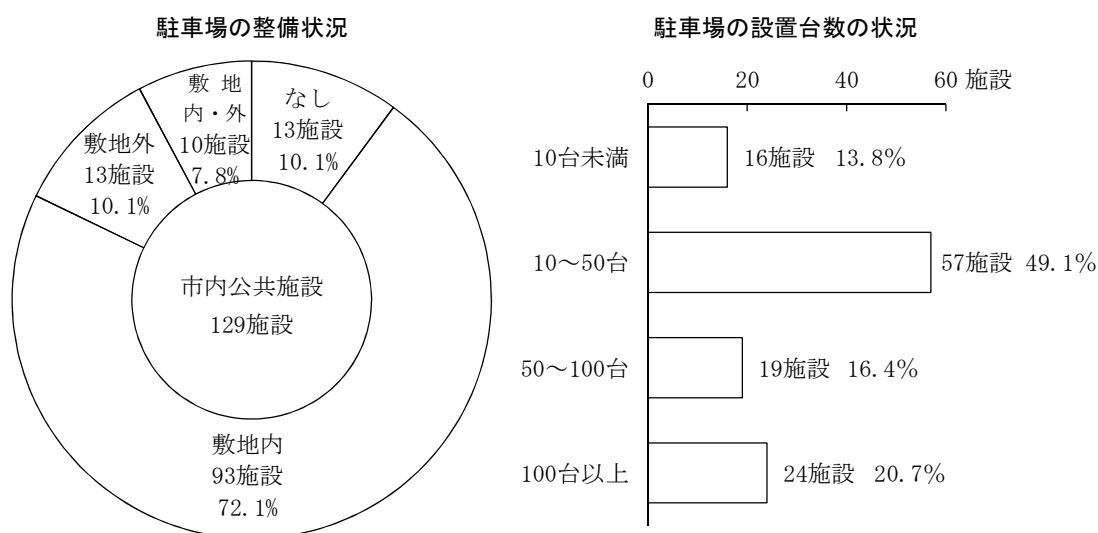 駐車場の整備状況
敷地
内・外
10施設
7.8%
なし
13施設
10.1%
敷地外
13施設
10.1%
市内公共施設
129施設
敷地内
93施設
72.1%
駐車場の設置台数の状況
0 20 40 60 施設
10台未満 16施設 13.8%
10～50台 57施設 49.1%
50～100台 19施設 16.4%
100台以上 24施設 20.7%